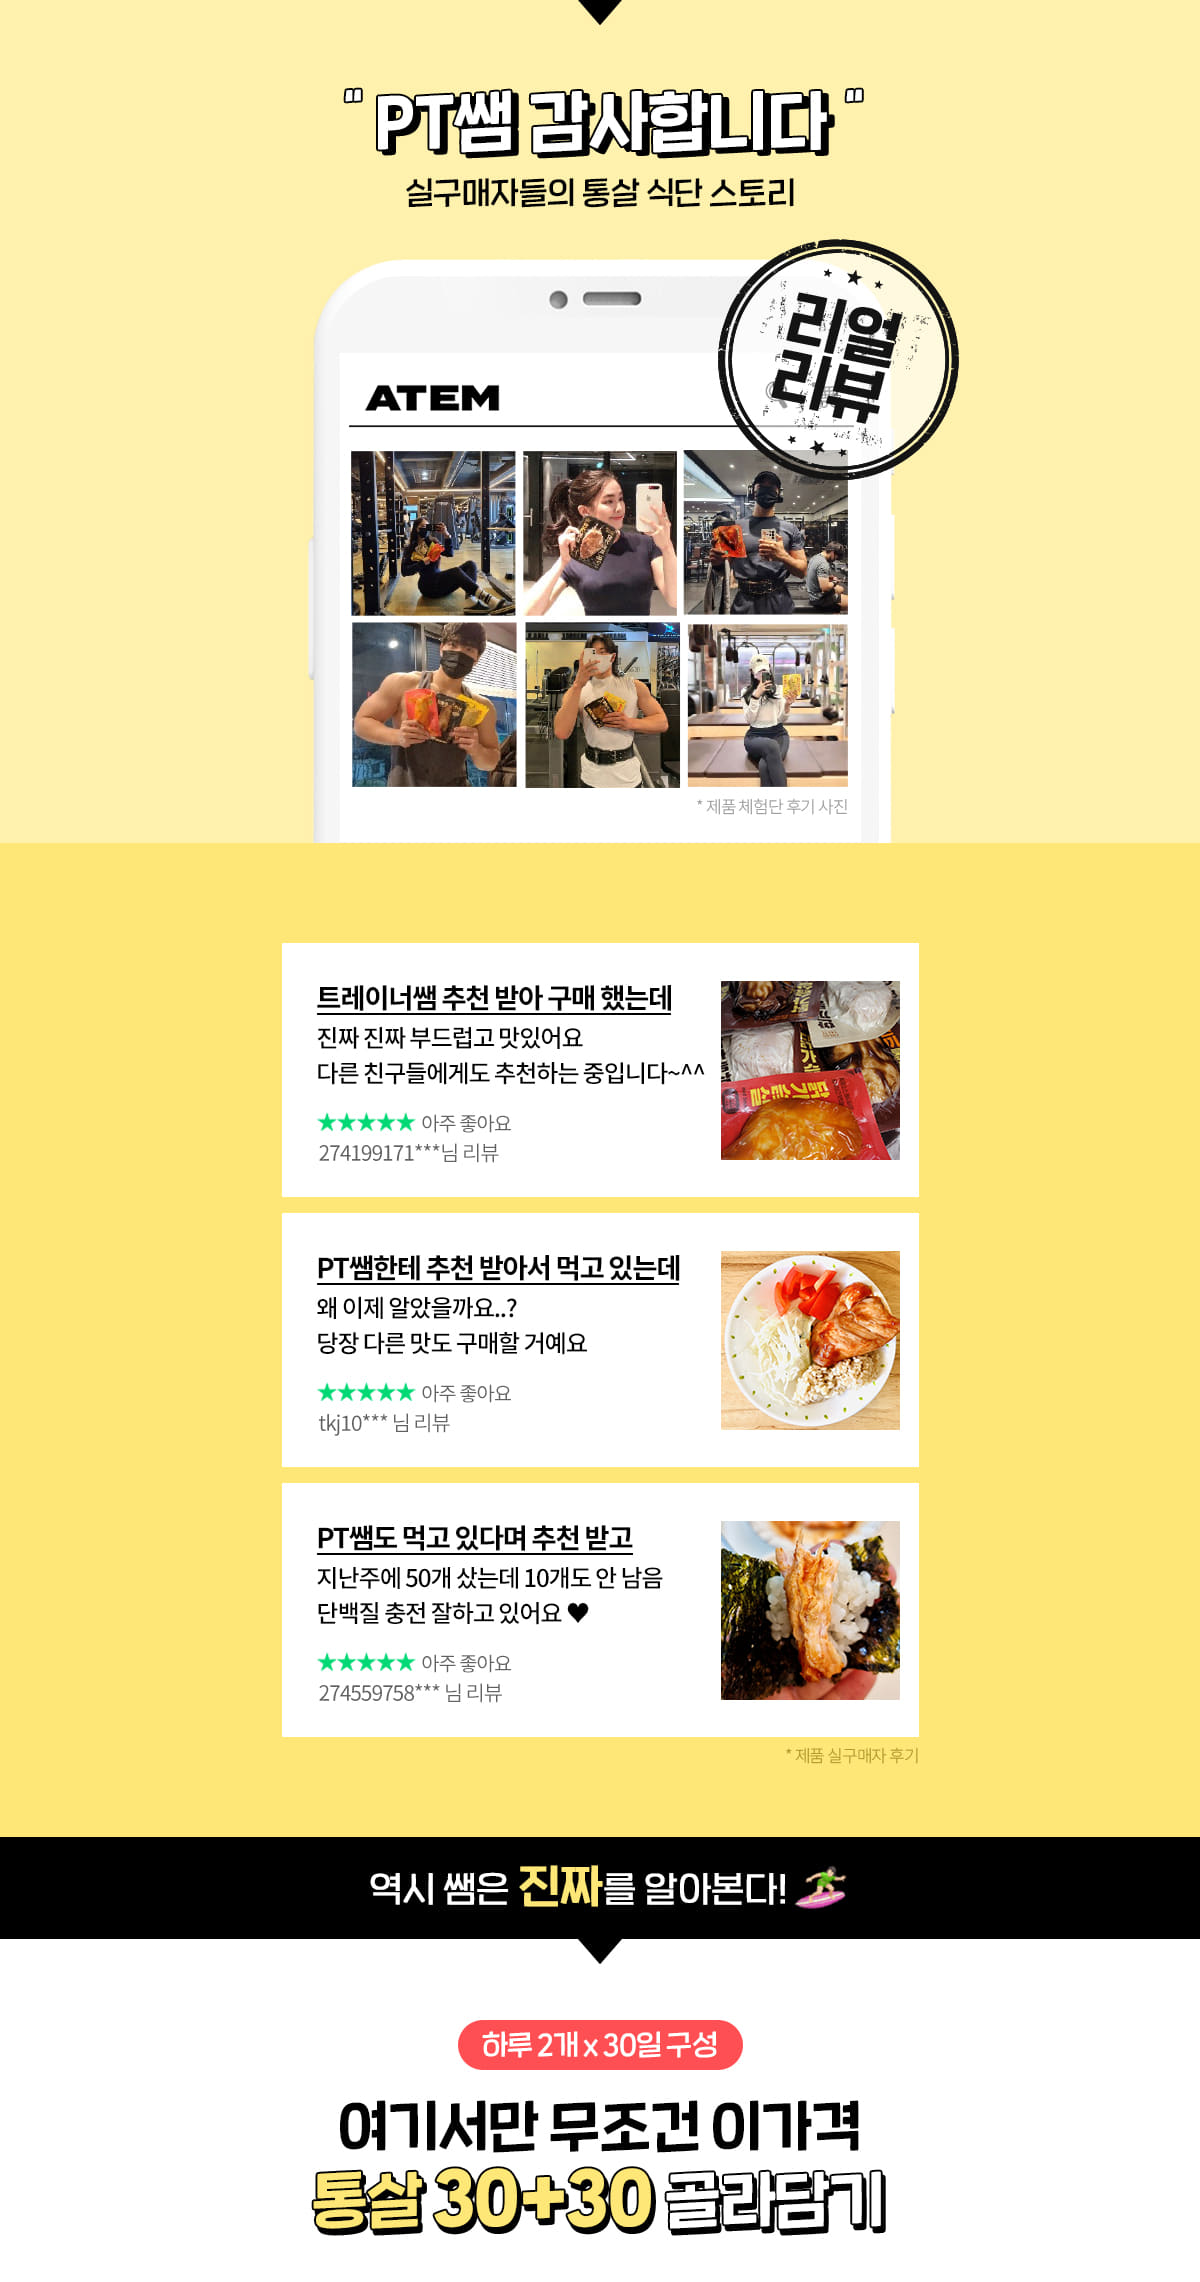 " PT쌤 감사합니다 "
실구매자들의 통살 식단 스토리
리얼
리뷰
ATEM
* 제품 체험단 후기 사진
트레이너쌤 추천 받아 구매 했는데
진짜 진짜 부드럽고 맛있어요
다른 친구들에게도 추천하는 중입니다~^^
★★★★★ 아주 좋아요
274199171***님 리뷰
PT쌤한테 추천 받아서 먹고 있는데
왜 이제 알았을까요..?
당장 다른 맛도 구매할 거예요
★★★★★ 아주 좋아요
tkj10*** 님 리뷰
PT쌤도 먹고 있다며 추천 받고
지난주에 50개 샀는데 10개도 안 남음
단백질 충전 잘하고 있어요 ♥
★★★★★ 아주 좋아요
274559758*** 님 리뷰
* 제품 실구매자 후기
역시 쌤은 진짜를 알아본다!
하루 2개 x 30일 구성
여기서만 무조건 이가격
통살 30+30 골라담기